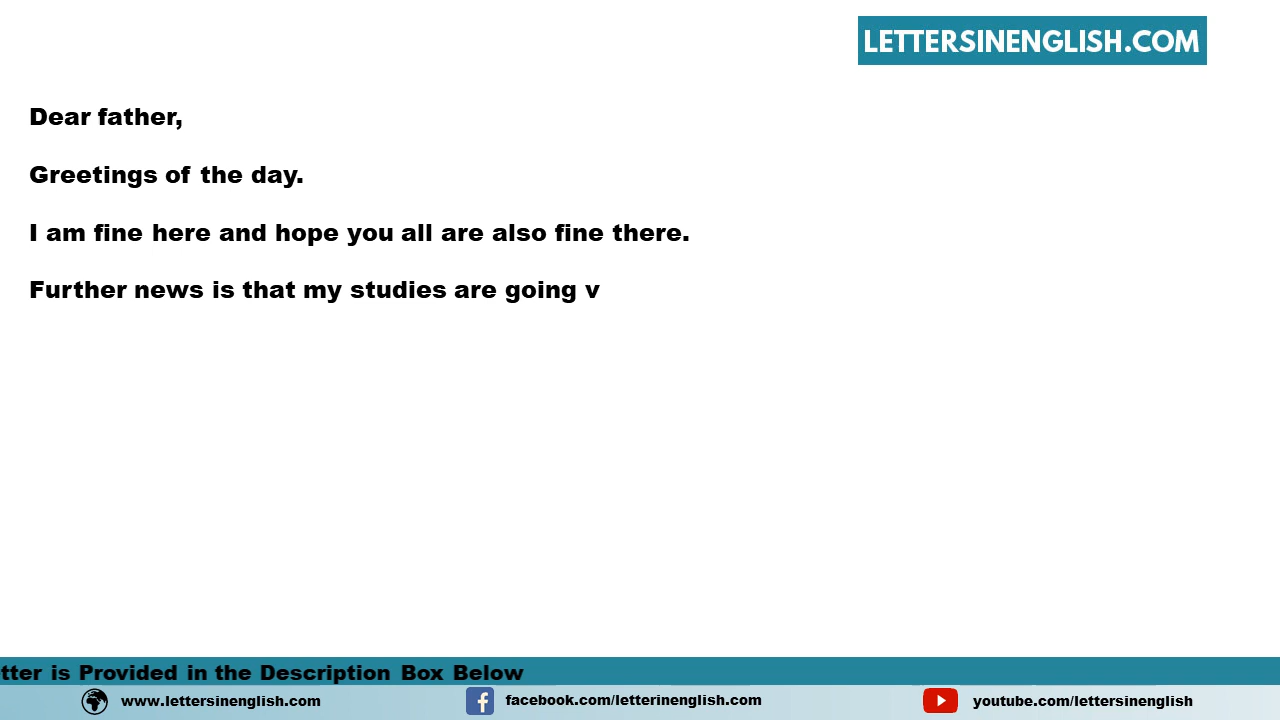 LETTERSINENGLISH.COM
Dear father,
Greetings of the day.
I am fine here and hope you all are also fine there.
Further news is that my studies are going v
tter is Provided in the Description Box Below
www.lettersinenglish.com
facebook.com/letterinenglish.com
youtube.com/lettersinenglish